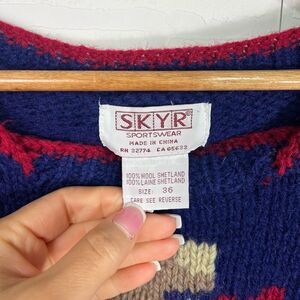 SKYR®
SPORTSWEAR
MADE IN CHINA
RN 32774 CA 05633
100% WOOL SHETLAND
100% LAINE SHETLAND
SIZE: 36
CARE SEE REVERSE